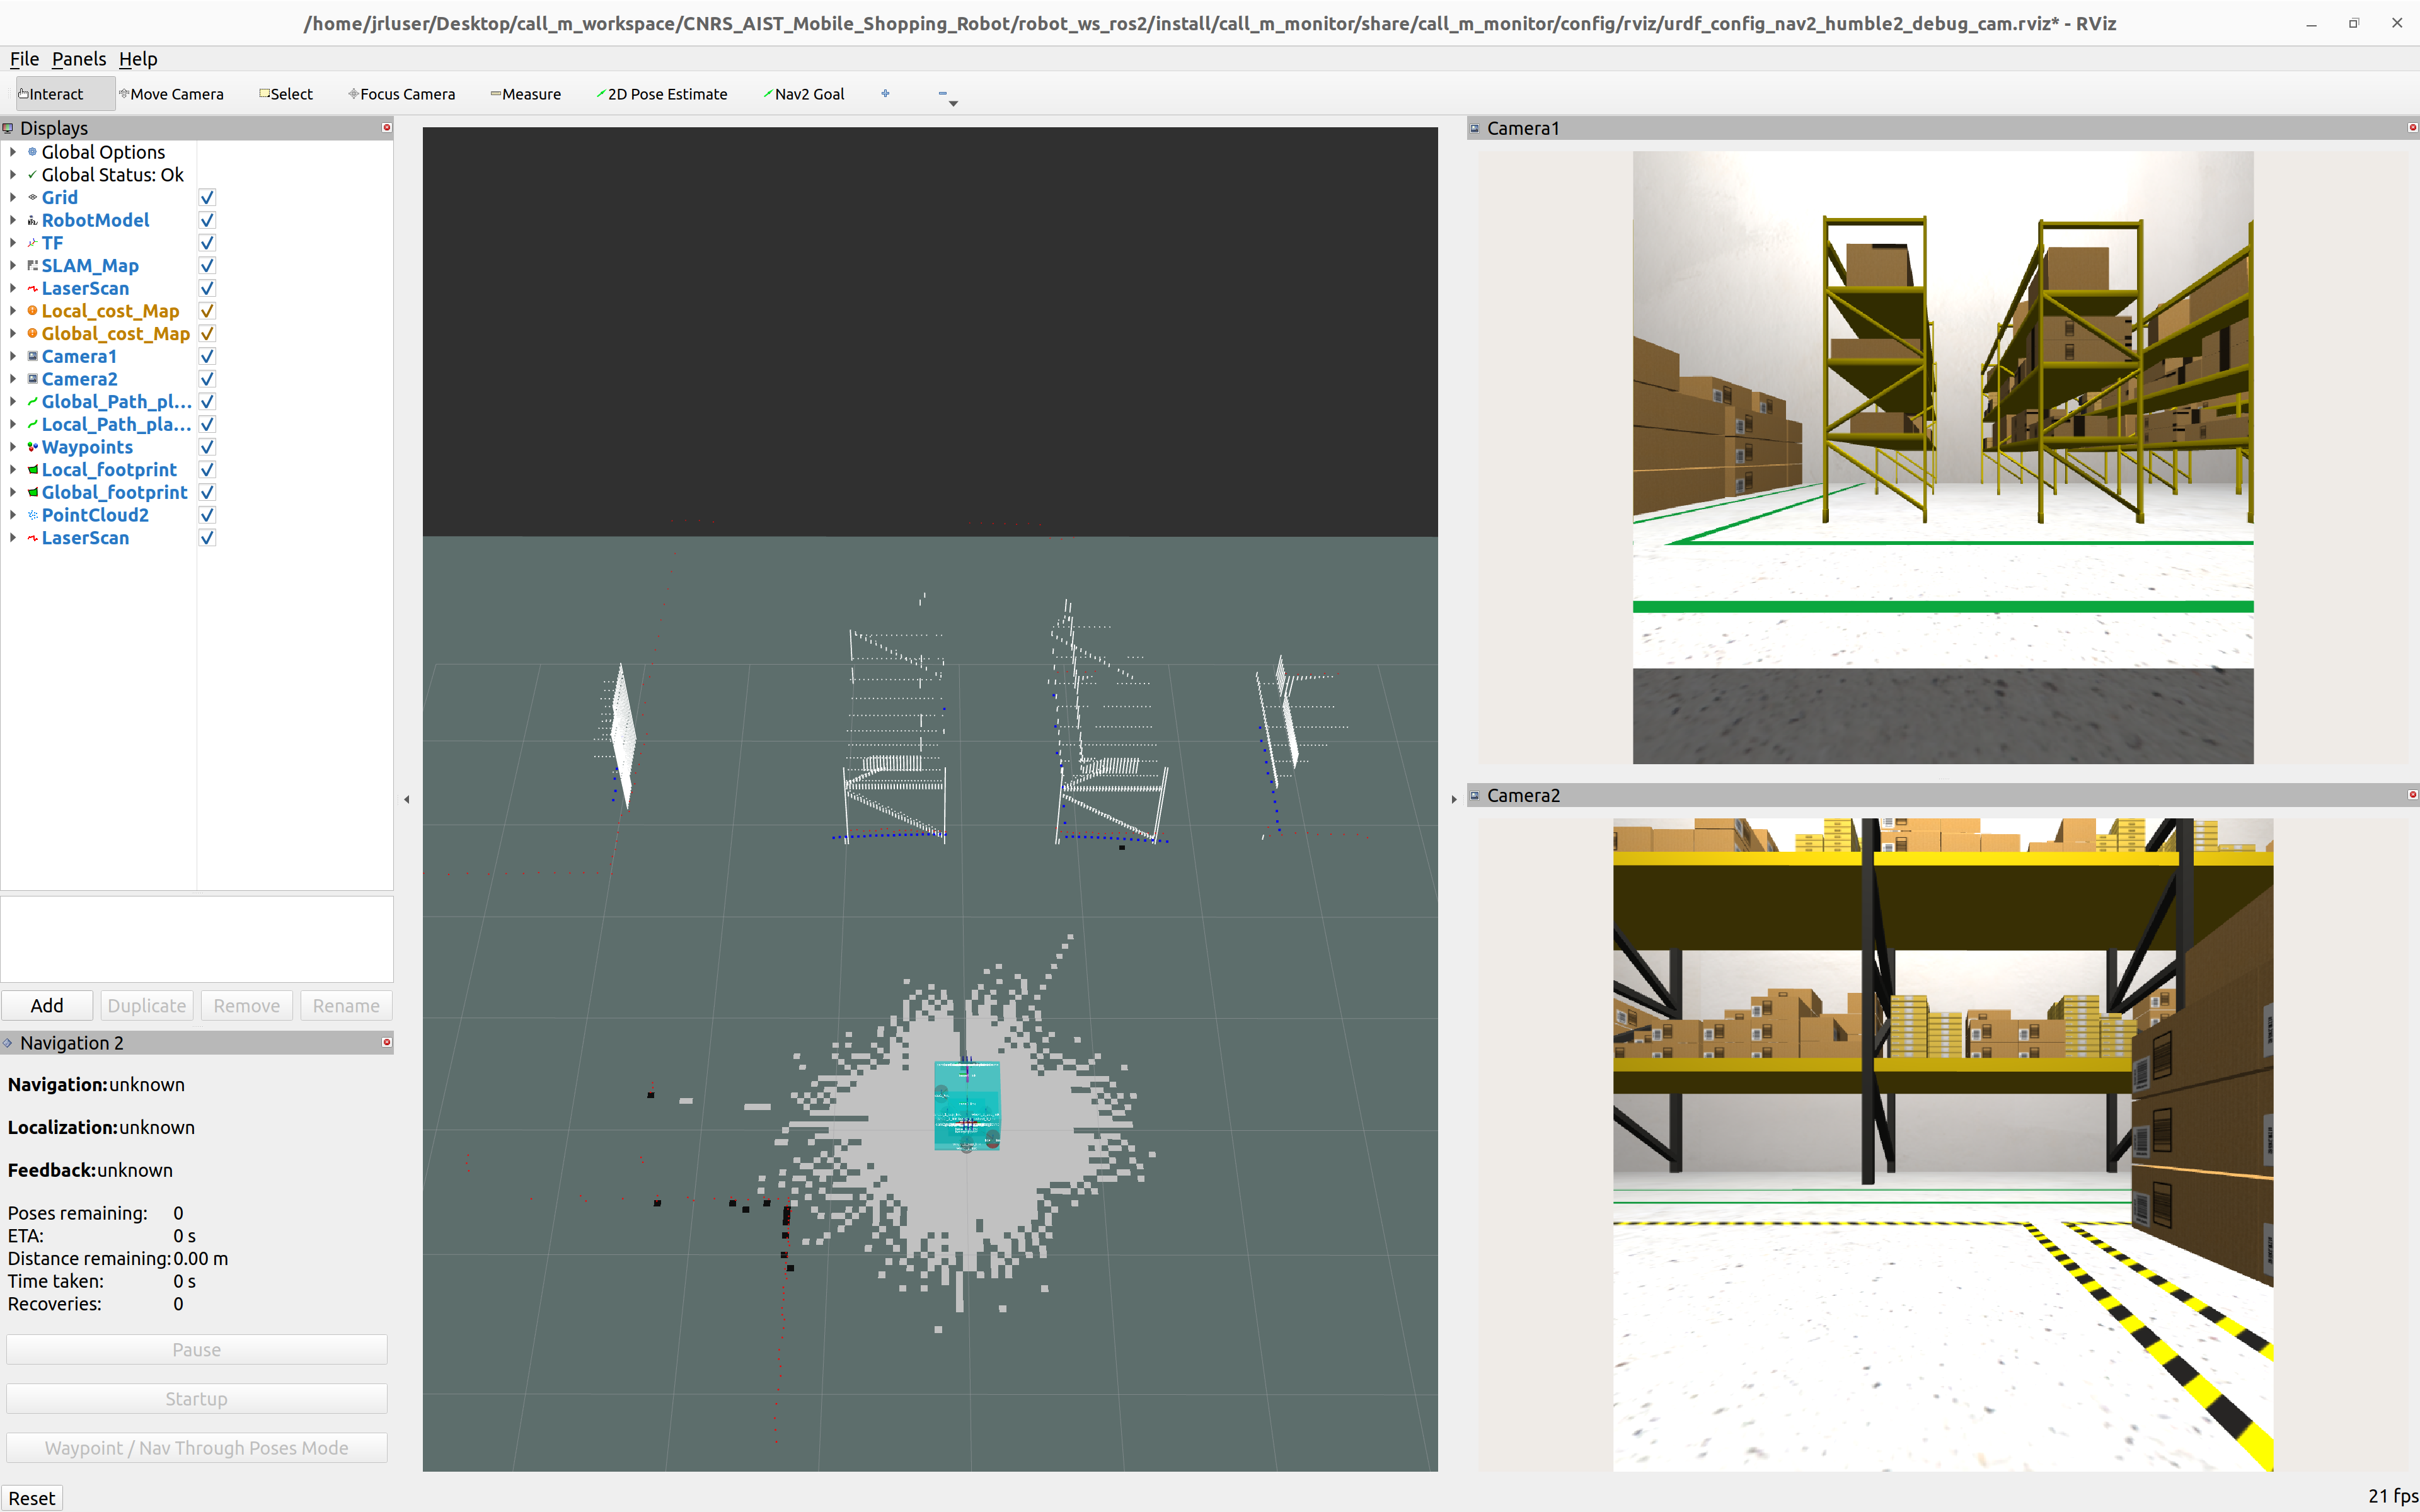 /home/jrluser/Desktop/call_m_workspace/CNRS_AIST_Mobile_Shopping_Robot/robot_ws_ros2/install/call_m_monitor/share/call_m_monitor/config/rviz/urdf_config_nav2_humble2_debug_cam.rviz* - RViz
File Panels Help
Interact Move Camera Select Focus Camera Measure 2D Pose Estimate Nav2 Goal
Displays
Global Options
Global Status: Ok
Grid
RobotModel
TF
SLAM_Map
LaserScan
Local_cost_Map
Global_cost_Map
Camera1
Camera2
Global_Path_pl...
Local_Path_pla...
Waypoints
Local_footprint
Global_footprint
PointCloud2
LaserScan
Add Duplicate Remove Rename
Navigation 2
Navigation: unknown
Localization: unknown
Feedback: unknown
Poses remaining: 0
ETA: 0 s
Distance remaining: 0.00 m
Time taken: 0 s
Recoveries: 0
Pause
Startup
Waypoint / Nav Through Poses Mode
Reset
Camera1
Camera2
21 fps